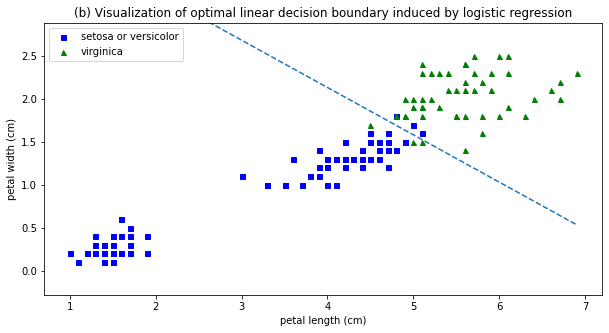 (b) Visualization of optimal linear decision boundary induced by logistic regression
setosa or versicolor
virginica
petal width (cm)
2.5
2.0
1.5
1.0
0.5
0.0
1
2
3
4
5
6
7
petal length (cm)